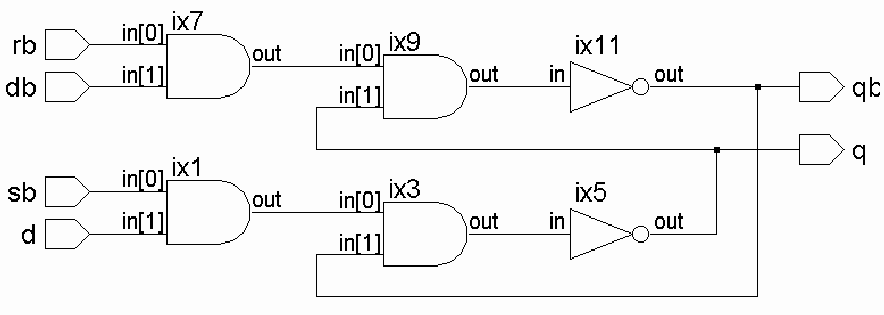 ix7
rb in[0] out
db in[1]
ix9
in[0] out
in[1]
ix11
in out
qb
q
ix1
sb in[0] out
d in[1]
ix3
in[0] out
in[1]
ix5
in out